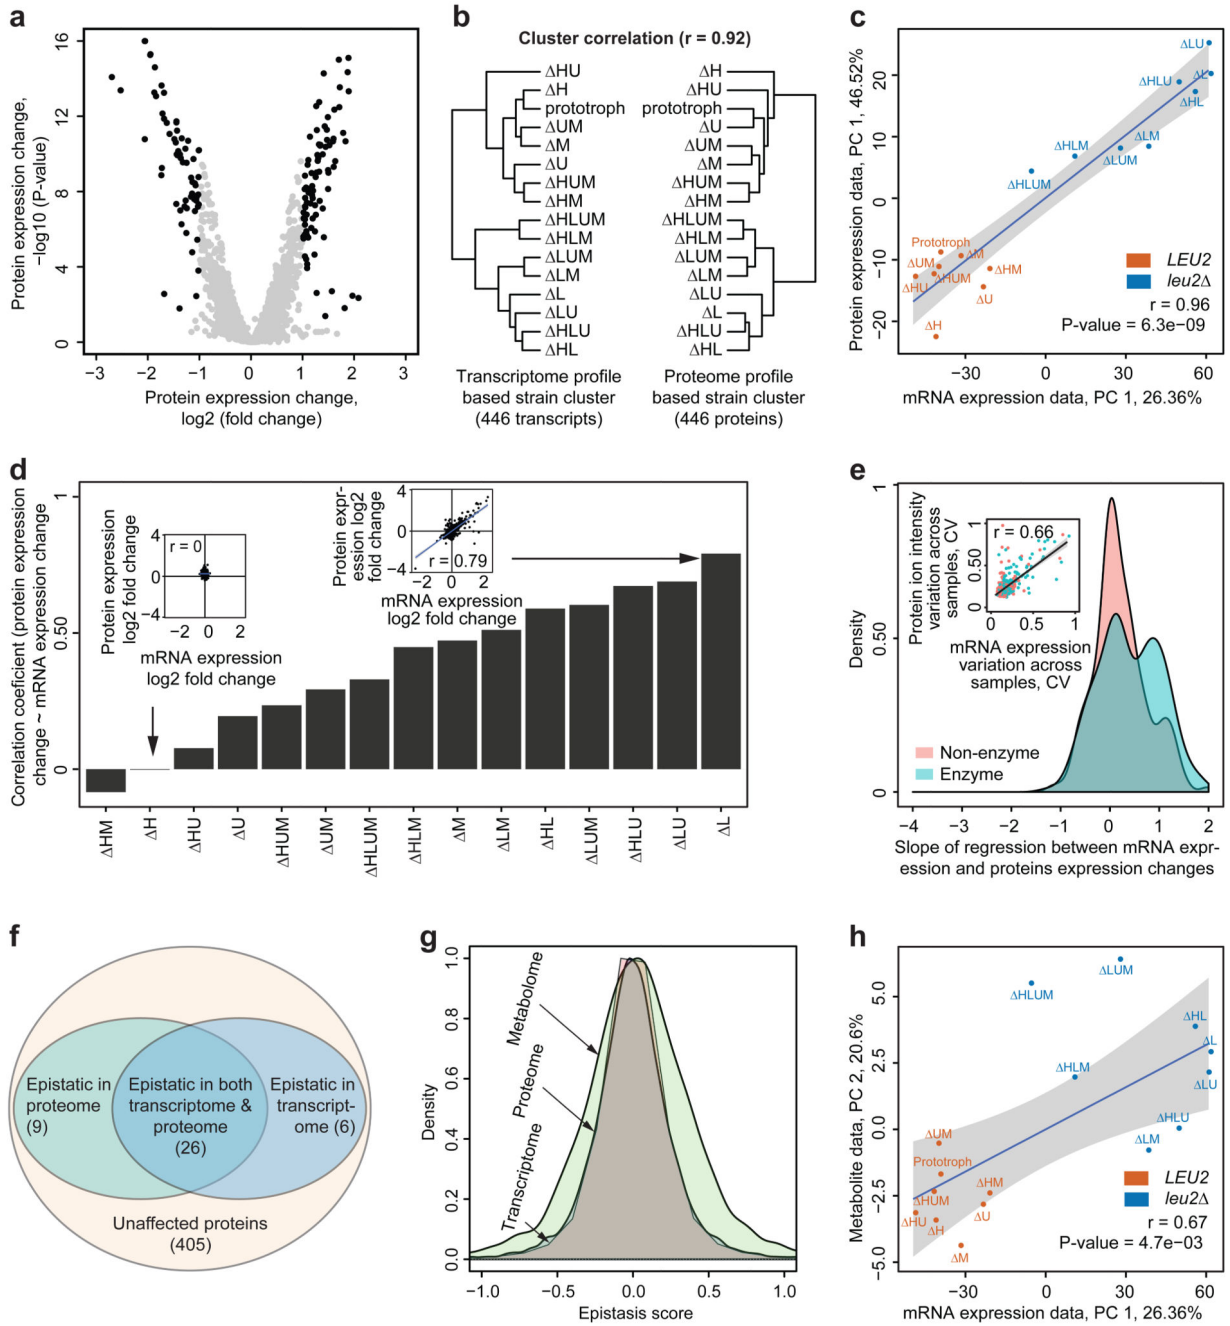 a
16
12
8
4
0
Protein expression change,
−log10 (P-value)
−3
−2
−1
0
1
2
3
Protein expression change,
log2 (fold change)
b
Cluster correlation (r = 0.92)
ΔHU
ΔH
prototroph
ΔUM
ΔM
ΔU
ΔHUM
ΔHM
ΔHLUM
ΔHLM
ΔLUM
ΔLM
ΔL
ΔLU
ΔHLU
ΔHL
Transcriptome profile
based strain cluster
(446 transcripts)
ΔH
ΔHU
prototroph
ΔU
ΔUM
ΔM
ΔHUM
ΔHM
ΔHLUM
ΔHLM
ΔLUM
ΔLM
ΔLU
ΔL
ΔHLU
ΔHL
Proteome profile
based strain cluster
(446 proteins)
c
Protein expression data, PC 1, 46.52%
20
10
0
−10
−20
ΔLU
ΔL
ΔHLU
ΔHL
ΔLM
ΔHLM
ΔLUM
ΔHLUM
Prototroph
ΔM
ΔUM
ΔHM
ΔHU
ΔHUM
ΔU
ΔH
LEU2
leu2Δ
r = 0.96
P-value = 6.3e−09
−30
0
30
60
mRNA expression data, PC 1, 26.36%
d
Correlation coefficient (protein expression
change ~ mRNA expression change
1
0.50
0
Protein expression
log2 fold change
4
0
−4
r = 0
−2
0
2
mRNA expression
log2 fold change
Protein expr-
ession log2
fold change
4
0
−4
r = 0.79
−2
0
2
mRNA expression
log2 fold change
ΔHM
ΔH
ΔHU
ΔU
ΔHUM
ΔUM
ΔHLUM
ΔHLM
ΔM
ΔLM
ΔHL
ΔLUM
ΔHLU
ΔLU
ΔL
e
Density
1
0.50
0
Protein ion intensity
variation across
samples, CV
1
0.50
0
r = 0.66
0
0.5
1
mRNA expression
variation across
samples, CV
Non-enzyme
Enzyme
−4
−3
−2
−1
0
1
2
Slope of regression between mRNA expr-
ession and proteins expression changes
f
Epistatic in
proteome
(9)
Epistatic in both
transcriptome &
proteome
(26)
Epistatic in
transcript-
ome (6)
Unaffected proteins
(405)
g
Density
1.0
0.8
0.6
0.4
0.2
0.0
Metabolome
Proteome
Transcriptome
−1.0
−0.5
0.0
0.5
1.0
Epistasis score
h
Metabolite data, PC 2, 20.6%
5.0
2.5
0.0
−2.5
−5.0
ΔLUM
ΔHLUM
ΔHL
ΔL
ΔHLM
ΔLU
ΔHLU
ΔLM
ΔUM
Prototroph
ΔHM
ΔHUM
ΔHU
ΔU
ΔH
ΔM
LEU2
leu2Δ
r = 0.67
P-value = 4.7e−03
−30
0
30
60
mRNA expression data, PC 1, 26.36%